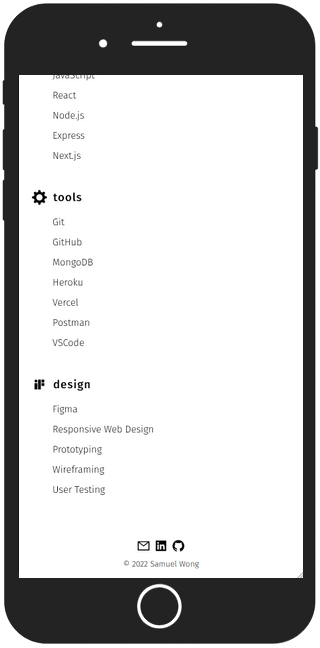 JavaScript
React
Node.js
Express
Next.js
tools
Git
GitHub
MongoDB
Heroku
Vercel
Postman
VSCode
design
Figma
Responsive Web Design
Prototyping
Wireframing
User Testing
© 2022 Samuel Wong